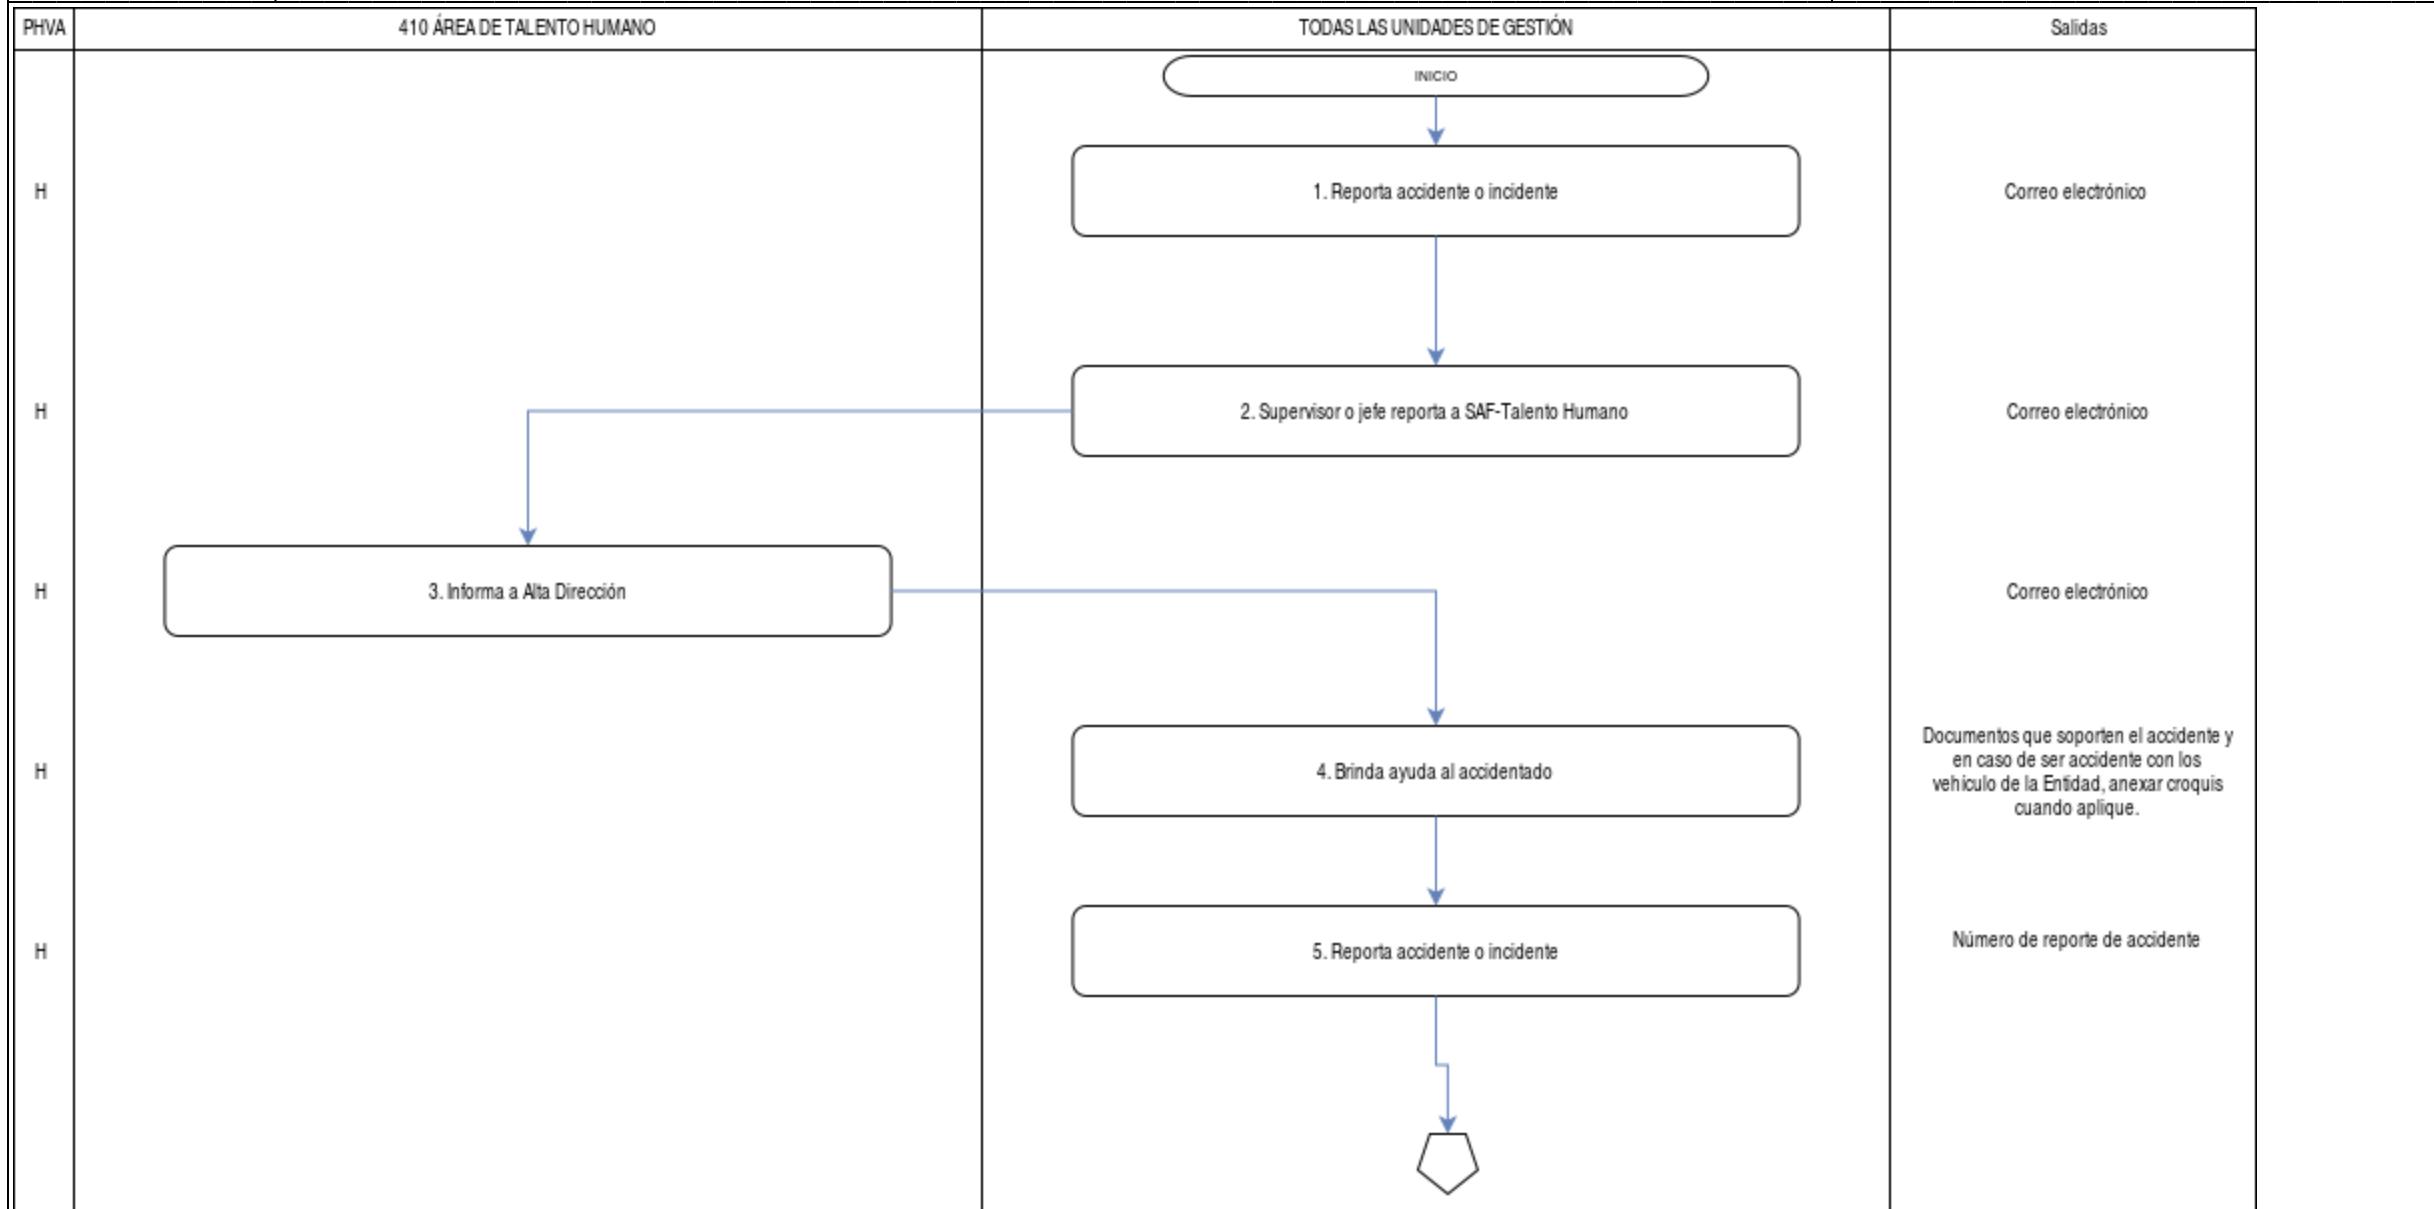 PHVA
410 ÁREA DE TALENTO HUMANO
TODAS LAS UNIDADES DE GESTIÓN
Salidas
INICIO
H
1. Reporta accidente o incidente
Correo electrónico
H
2. Supervisor o jefe reporta a SAF-Talento Humano
Correo electrónico
H
3. Informa a Alta Dirección
Correo electrónico
H
4. Brinda ayuda al accidentado
Documentos que soporten el accidente y
en caso de ser accidente con los
vehículo de la Entidad, anexar croquis
cuando aplique.
H
5. Reporta accidente o incidente
Número de reporte de accidente